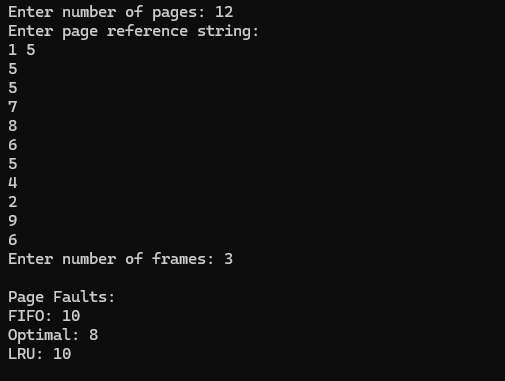 Enter number of pages: 12
Enter page reference string:
1 5
5
5
7
8
6
5
4
2
9
6
Enter number of frames: 3
Page Faults:
FIFO: 10
Optimal: 8
LRU: 10